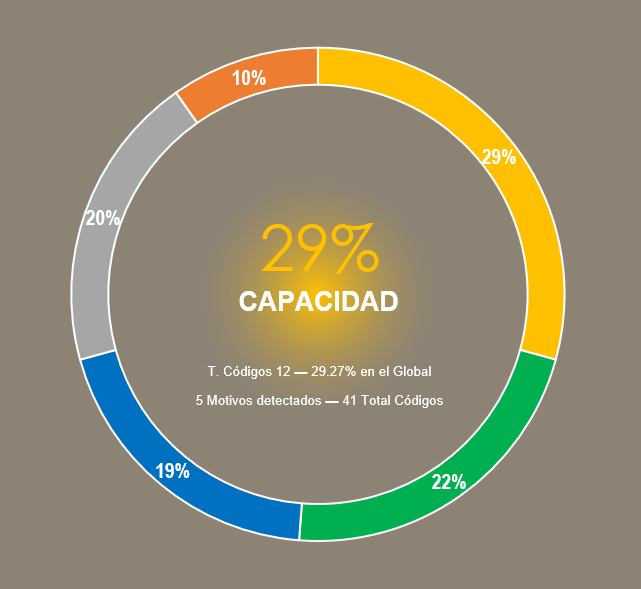 10%
29%
20%
29%
CAPACIDAD
T. Códigos 12 — 29.27% en el Global
5 Motivos detectados — 41 Total Códigos
19%
22%